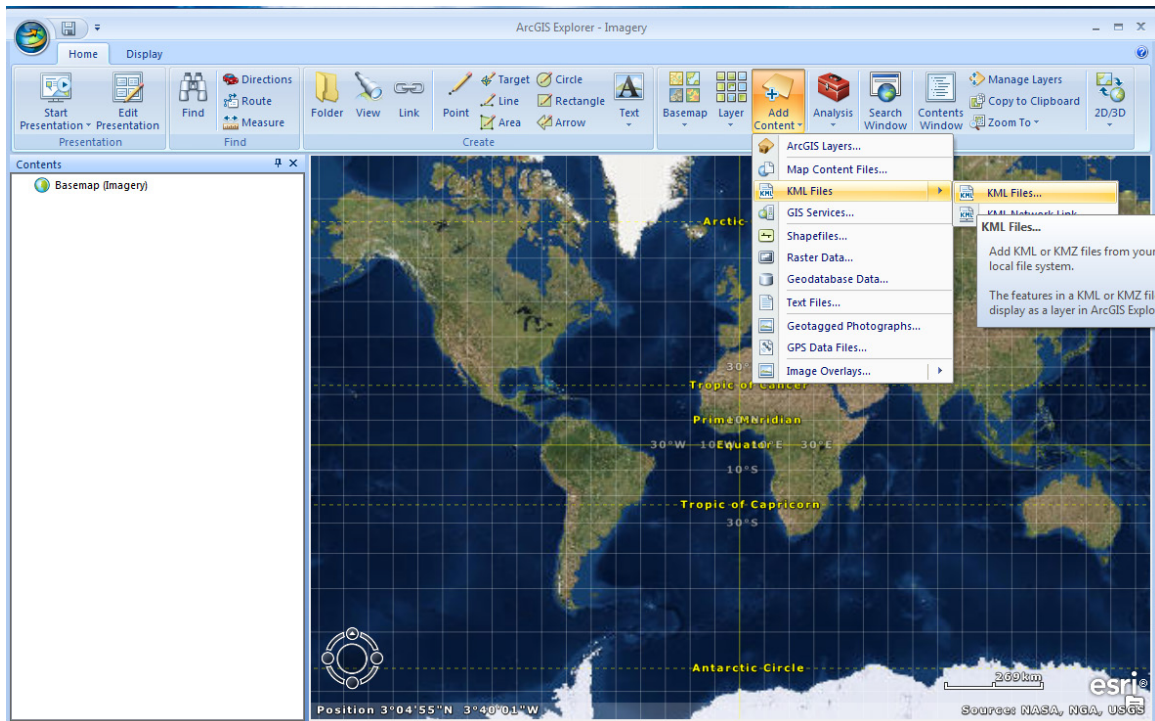 ArcGIS Explorer - Imagery
Home Display
Start Presentation
Edit Presentation
Presentation
Find
Directions
Route
Measure
Find
Folder
View
Link
Point
Target
Line
Area
Circle
Rectangle
Arrow
Text
Create
Basemap
Layer
Add Content
Analysis
Search Window
Contents Window
Manage Layers
Copy to Clipboard
Zoom To
2D/3D
Contents
Basemap (Imagery)
ArcGIS Layers...
Map Content Files...
KML Files
GIS Services...
Shapefiles...
Raster Data...
Geodatabase Data...
Text Files...
Geotagged Photographs...
GPS Data Files...
Image Overlays...
KML Files...
KML Network Link
KML Files...
Add KML or KMZ files from your
local file system.
The features in a KML or KMZ
display as a layer in ArcGIS
Arctic
Tropic of Cancer
Prime Meridian
30°W Equator 30°E
10°S
Tropic of Capricorn
30°S
Antarctic Circle
269km
esri
Position 3°04'55"N 3°40'01"W
Sources: NASA, NGA, USGS